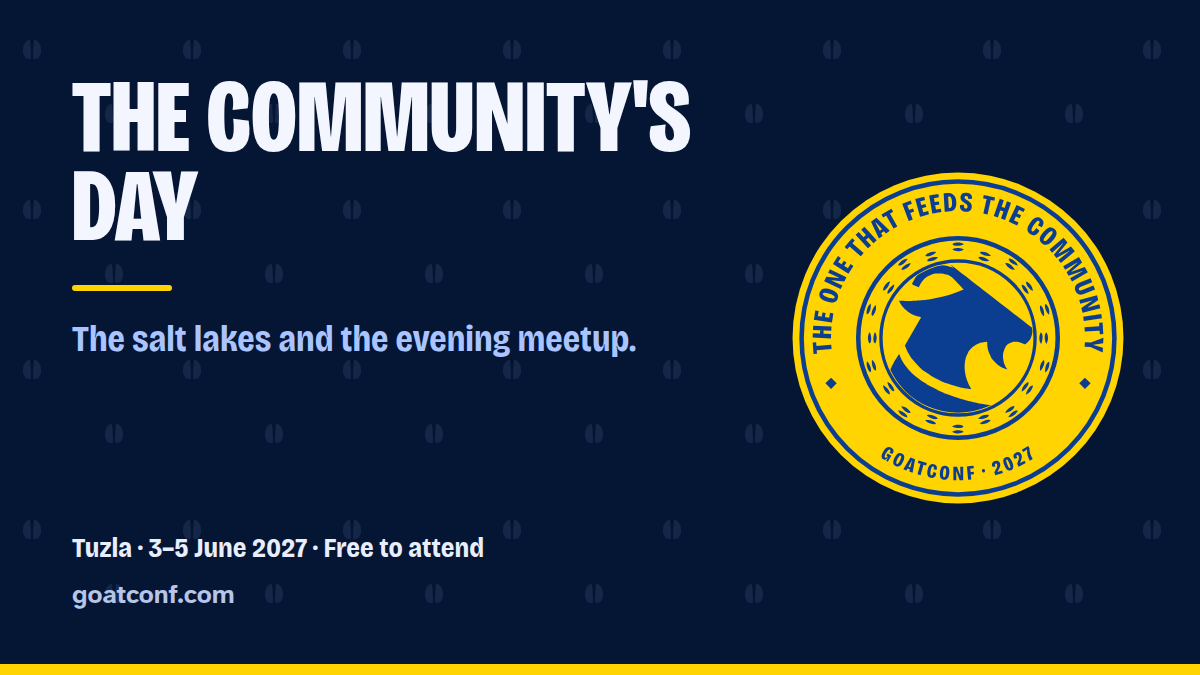 THE COMMUNITY'S
DAY
The salt lakes and the evening meetup.
THE ONE THAT FEEDS THE COMMUNITY
GOATCONF · 2027
Tuzla · 3–5 June 2027 · Free to attend
goatconf.com